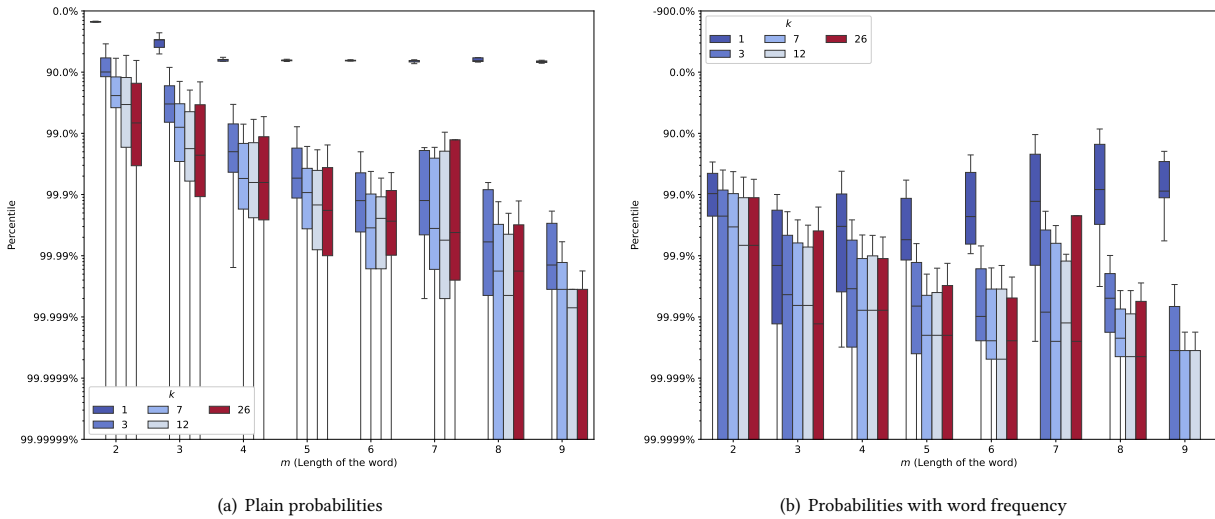 0.0%
90.0%
99.0%
99.9%
99.99%
99.999%
99.9999%
99.99999%
Percentile
k
1 7 26
3 12
2 3 4 5 6 7 8 9
m (Length of the word)
(a) Plain probabilities
-900.0%
0.0%
90.0%
99.0%
99.9%
99.99%
99.999%
99.9999%
Percentile
k
1 7 26
3 12
2 3 4 5 6 7 8 9
m (Length of the word)
(b) Probabilities with word frequency